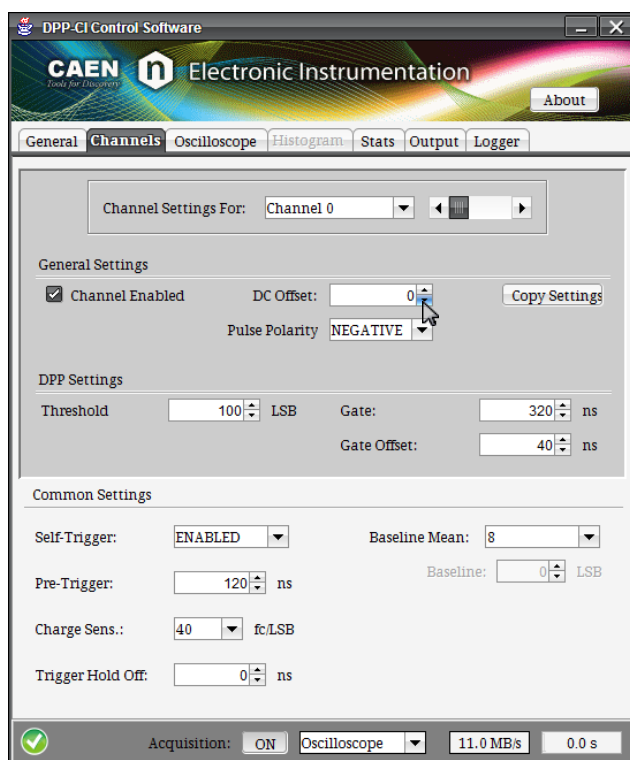 DPP-CI Control Software
CAEN n Electronic Instrumentation
Tools for Discovery
About
General Channels Oscilloscope Histogram Stats Output Logger
Channel Settings For: Channel 0
General Settings
Channel Enabled DC Offset: 0 Copy Settings
Pulse Polarity NEGATIVE
DPP Settings
Threshold 100 LSB Gate: 320 ns
Gate Offset: 40 ns
Common Settings
Self-Trigger: ENABLED Baseline Mean: 8
Baseline: 0 LSB
Pre-Trigger: 120 ns
Charge Sens.: 40 fc/LSB
Trigger Hold Off: 0 ns
Acquisition: ON Oscilloscope 11.0 MB/s 0.0 s